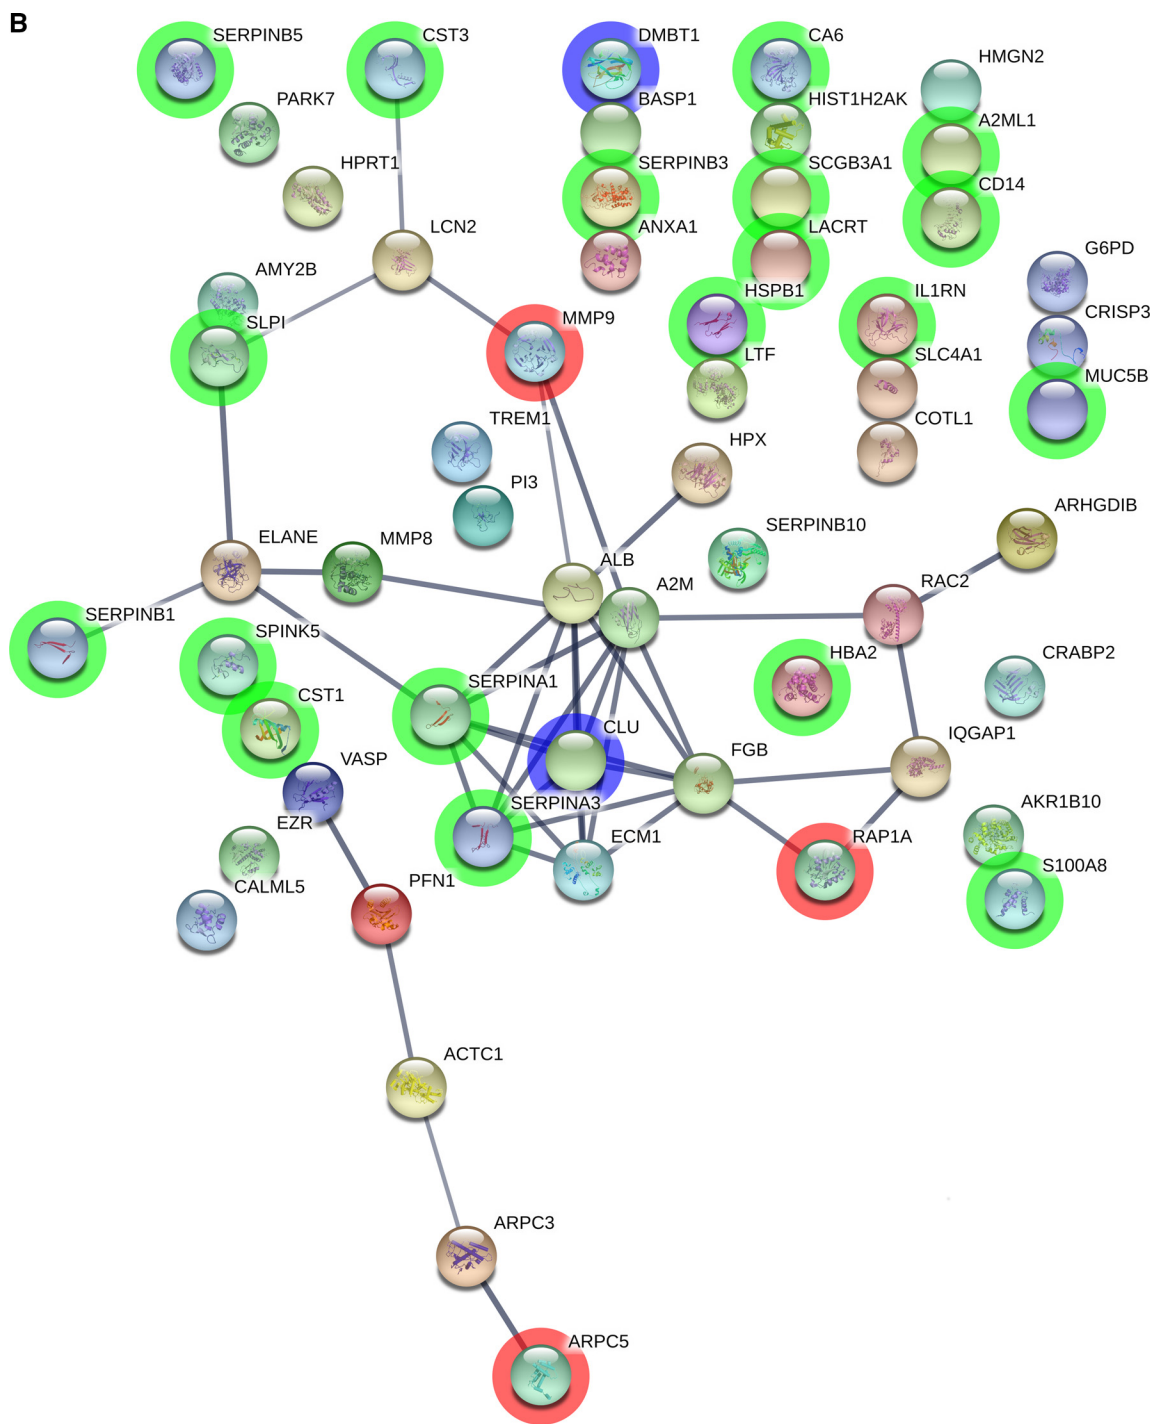 B
SERPINB5
CST3
DMBT1
CA6
HMGN2
PARK7
BASP1
HIST1H2AK
A2ML1
HPRT1
SERPINB3
SCGB3A1
CD14
LCN2
ANXA1
LACRT
G6PD
AMY2B
HSPB1
IL1RN
CRISP3
SLPI
MMP9
LTF
SLC4A1
MUC5B
TREM1
HPX
COTL1
PI3
ARHGDIB
SERPINB10
ELANE
MMP8
ALB
A2M
RAC2
SERPINB1
SPINK5
SERPINA1
HBA2
CRABP2
CST1
CLU
FGB
IQGAP1
VASP
SERPINA3
AKR1B10
EZR
ECM1
RAP1A
S100A8
CALML5
PFN1
ACTC1
ARPC3
ARPC5